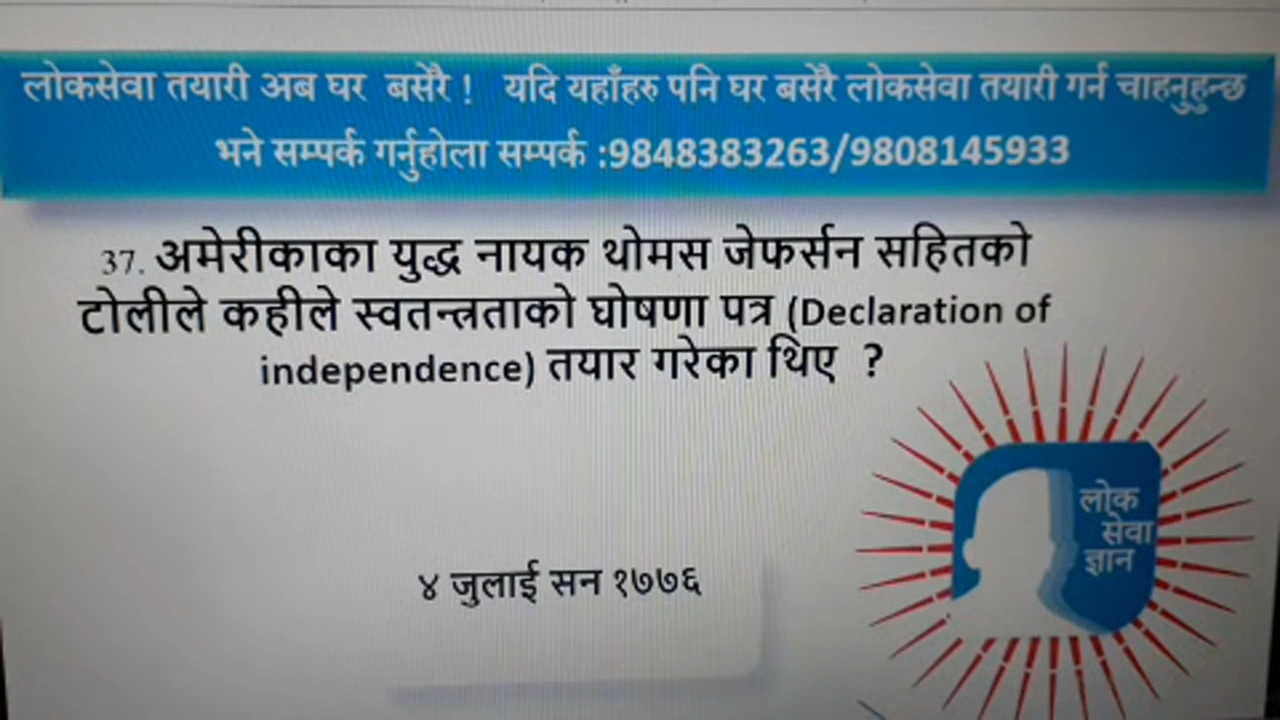 लोकसेवा तयारी अब घर बसेरै ! यदि यहाँहरु पनि घर बसेरै लोकसेवा तयारी गर्न चाहनुहुन्छ
भने सम्पर्क गर्नुहोला सम्पर्क :9848383263/9808145933
37. अमेरीकाका युद्ध नायक थोमस जेफर्सन सहितको
टोलीले कहीले स्वतन्त्रताको घोषणा पत्र (Declaration of
independence) तयार गरेका थिए ?
लोक
सेवा
ज्ञान
४ जुलाई सन १७७६